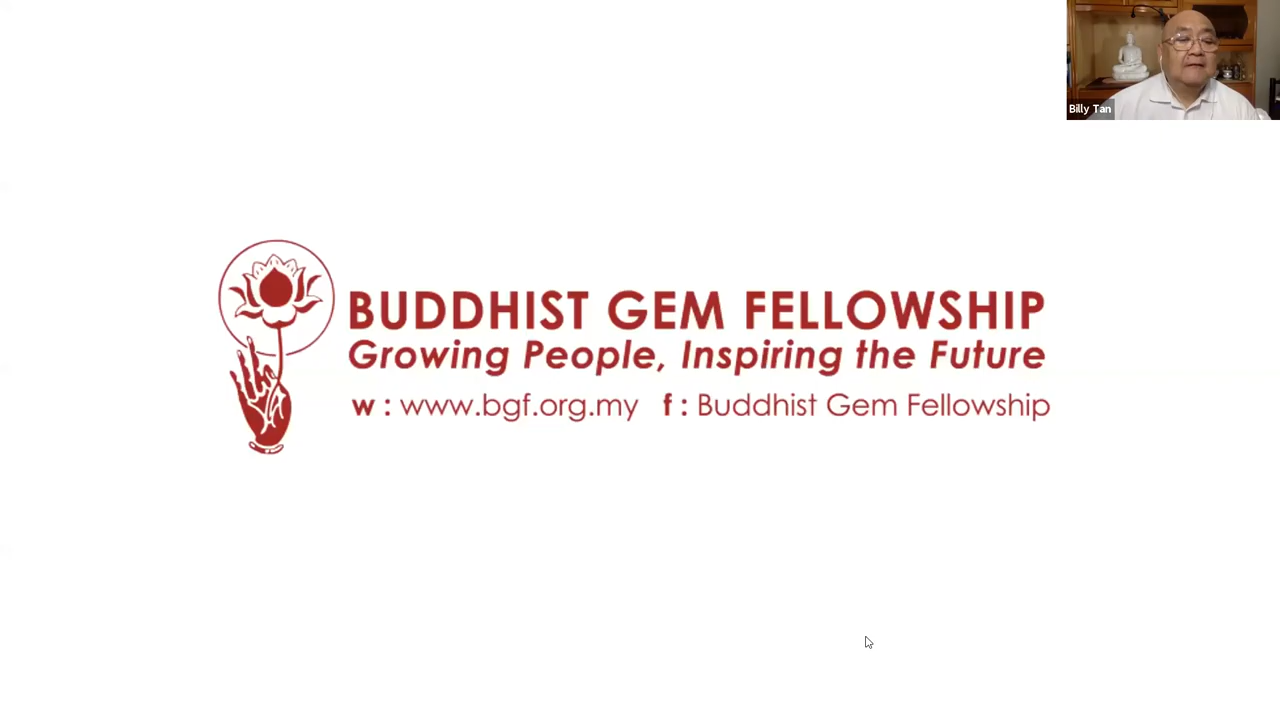 Billy Tan
BUDDHIST GEM FELLOWSHIP
Growing People, Inspiring the Future
w : www.bgf.org.my f : Buddhist Gem Fellowship